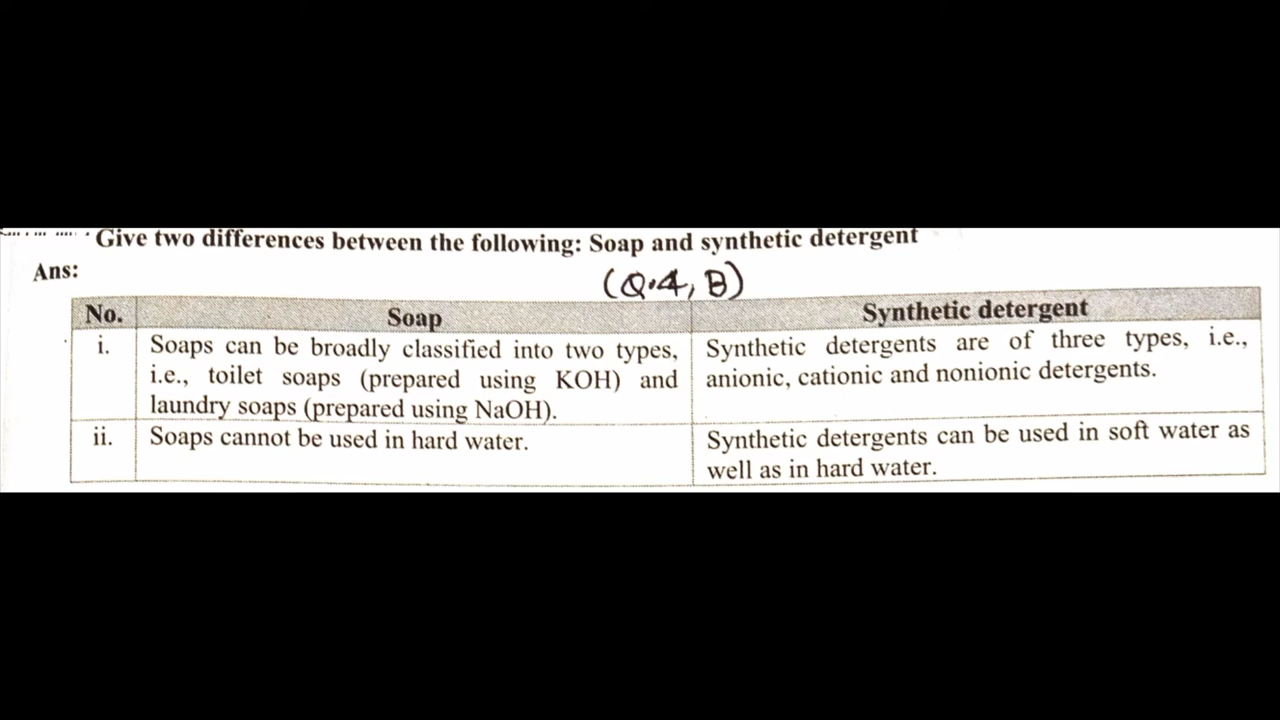 Give two differences between the following: Soap and synthetic detergent
Ans:
(Q.4, B)
No. Soap Synthetic detergent
i. Soaps can be broadly classified into two types, Synthetic detergents are of three types, i.e.,
i.e., toilet soaps (prepared using KOH) and anionic, cationic and nonionic detergents.
laundry soaps (prepared using NaOH).
ii. Soaps cannot be used in hard water. Synthetic detergents can be used in soft water as
well as in hard water.